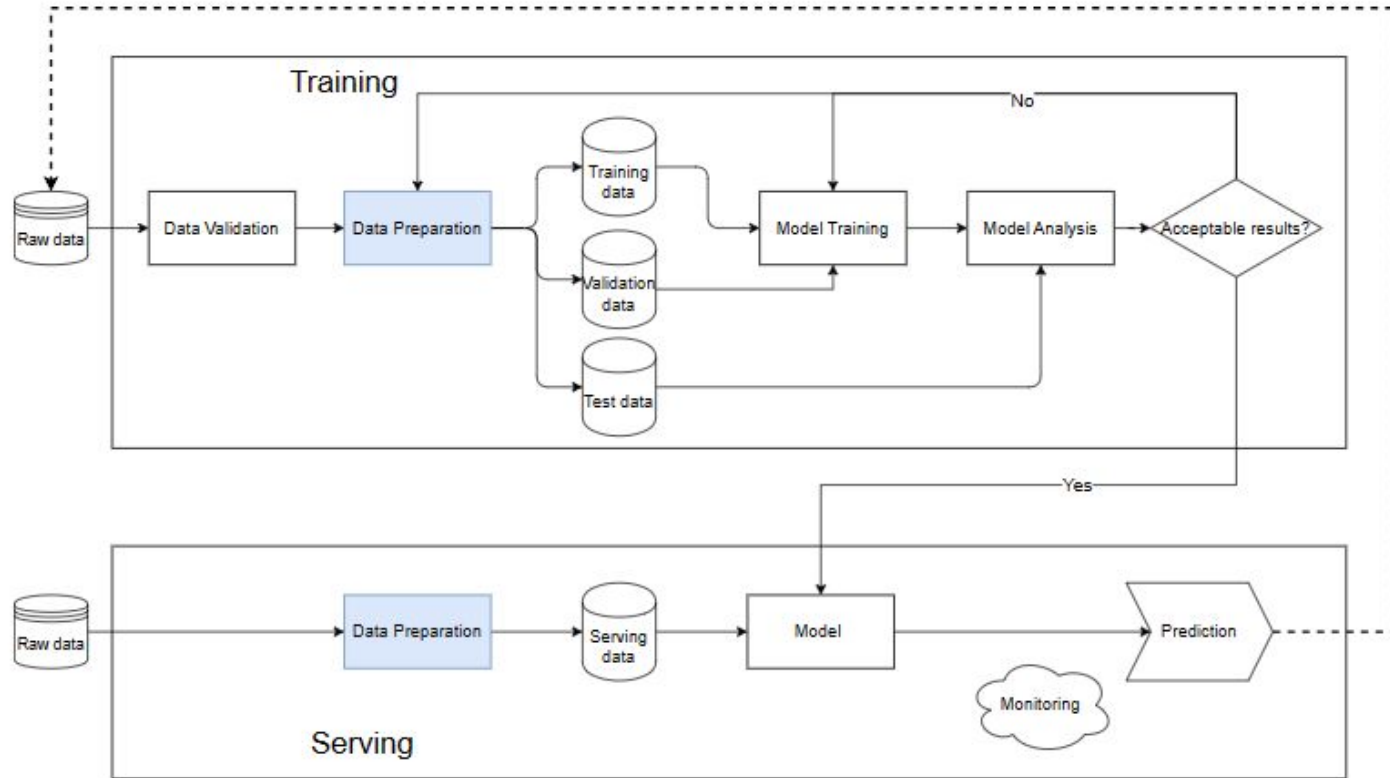 Training
No
Training
data
Raw data
Data Validation
Data Preparation
Model Training
Model Analysis
Acceptable results?
Validation
data
Test data
Yes
Raw data
Data Preparation
Serving
data
Model
Prediction
Monitoring
Serving